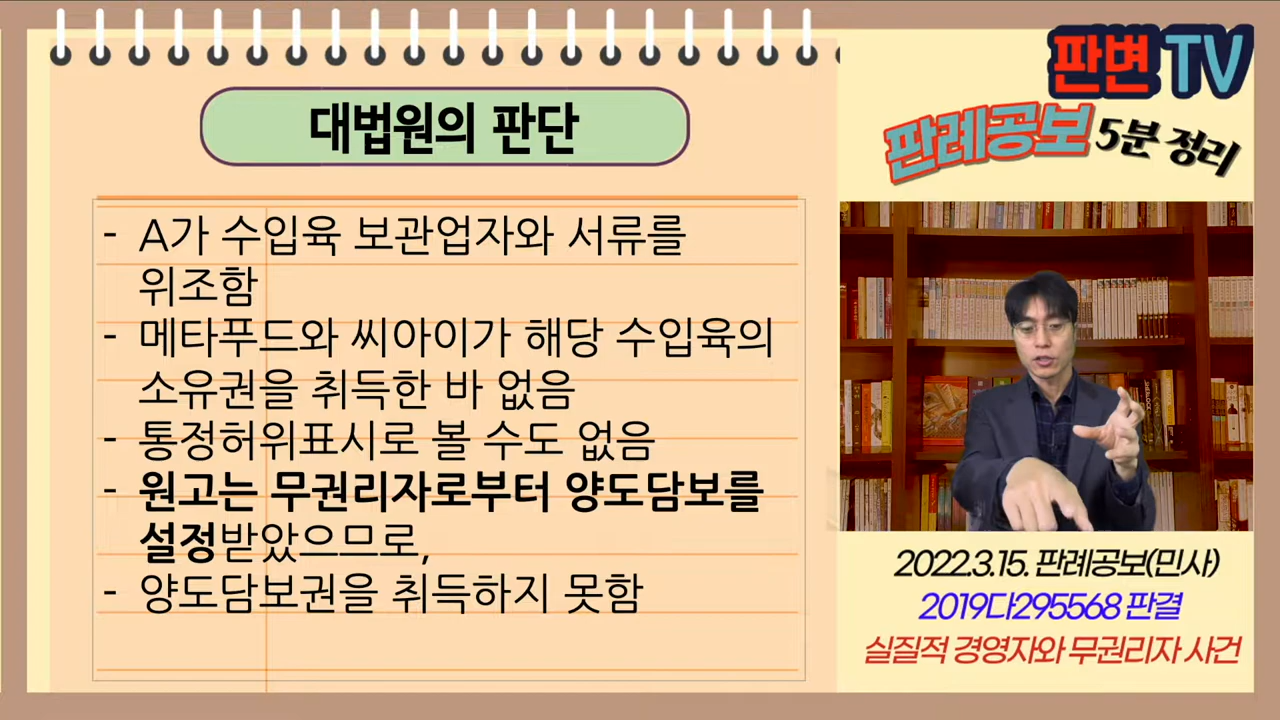 대법원의 판단
- A가 수입육 보관업자와 서류를
위조함
- 메타푸드와 씨아이가 해당 수입육의
소유권을 취득한 바 없음
- 통정허위표시로 볼 수도 없음
- 원고는 무권리자로부터 양도담보를
설정받았으므로,
- 양도담보권을 취득하지 못함
판변 TV
판례공보 5분 정리
2022.3.15. 판례공보(민사)
2019다295568 판결
실질적 경영자와 무권리자 사건